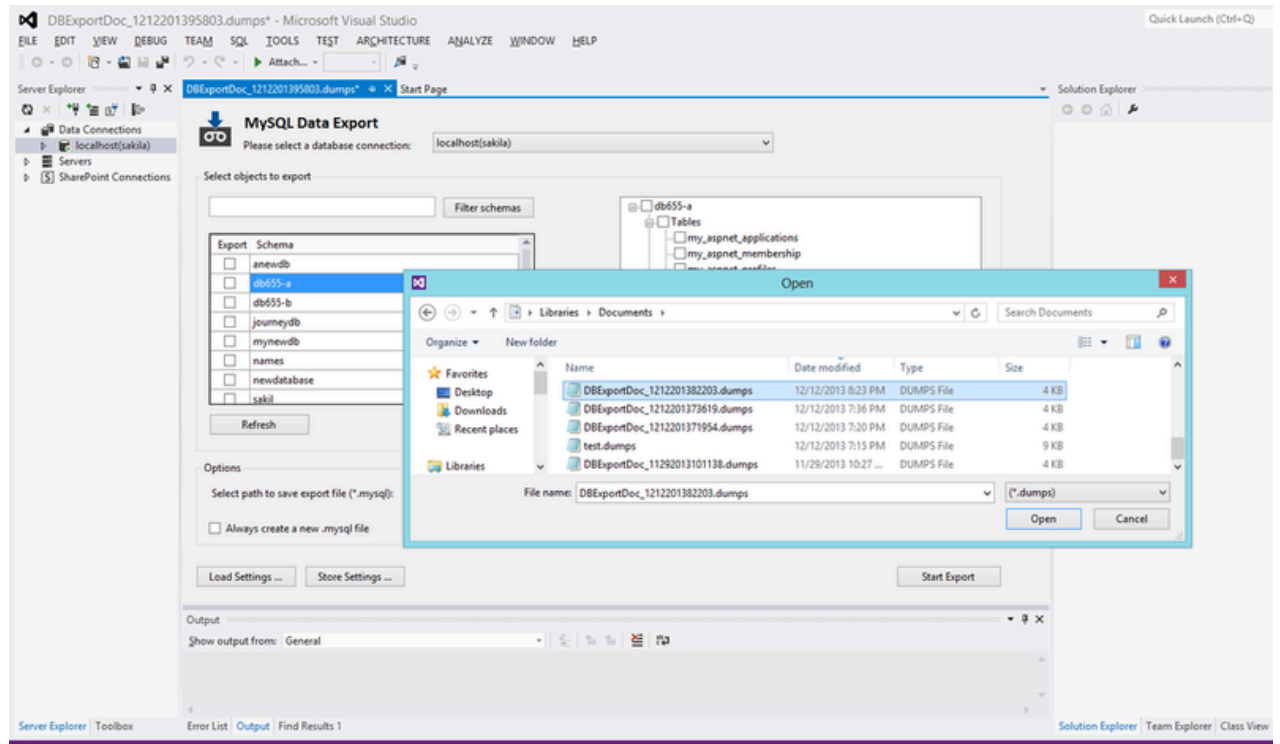 DBExportDoc_1212201395803.dumps* - Microsoft Visual Studio
Quick Launch (Ctrl+Q)
FILE EDIT VIEW DEBUG TEAM SQL TOOLS TEST ARCHITECTURE ANALYZE WINDOW HELP
Attach...
Server Explorer
DBExportDoc_1212201395803.dumps*
Start Page
Solution Explorer
Data Connections
localhost(sakila)
Servers
SharePoint Connections
MySQL Data Export
Please select a database connection:
localhost(sakila)
Select objects to export
Filter schemas
Export Schema
anewdb
db655-a
db655-b
journeydb
mynewdb
names
newdatabase
sakil
db655-a
Tables
my_aspnet_applications
my_aspnet_membership
my_aspnet_profiles
Refresh
Options
Select path to save export file (*.mysql):
Always create a new .mysql file
Load Settings ...
Store Settings ...
Start Export
Open
Libraries
Documents
Search Documents
Organize
New folder
Favorites
Desktop
Downloads
Recent places
Libraries
Name Date modified Type Size
DBExportDoc_1212201382203.dumps 12/12/2013 8:23 PM DUMPS File 4 KB
DBExportDoc_1212201373619.dumps 12/12/2013 7:36 PM DUMPS File 4 KB
DBExportDoc_1212201371954.dumps 12/12/2013 7:20 PM DUMPS File 4 KB
test.dumps 12/12/2013 7:15 PM DUMPS File 9 KB
DBExportDoc_11292013101138.dumps 11/29/2013 10:27 ... DUMPS File 4 KB
File name: DBExportDoc_1212201382203.dumps
(*.dumps)
Open
Cancel
Output
Show output from: General
Server Explorer Toolbox
Error List Output Find Results 1
Solution Explorer Team Explorer Class View